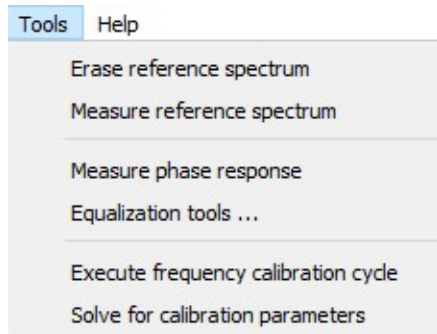 Tools Help
Erase reference spectrum
Measure reference spectrum
Measure phase response
Equalization tools ...
Execute frequency calibration cycle
Solve for calibration parameters